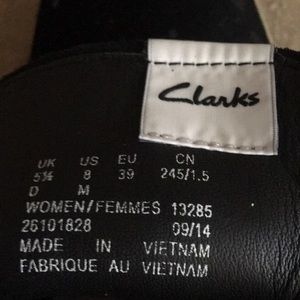 Clarks
UK US EU CN
5½ 8 39 245/1.5
D M
WOMEN/FEMMES 13285
26101828 09/14
MADE IN VIETNAM
FABRIQUE AU VIETNAM